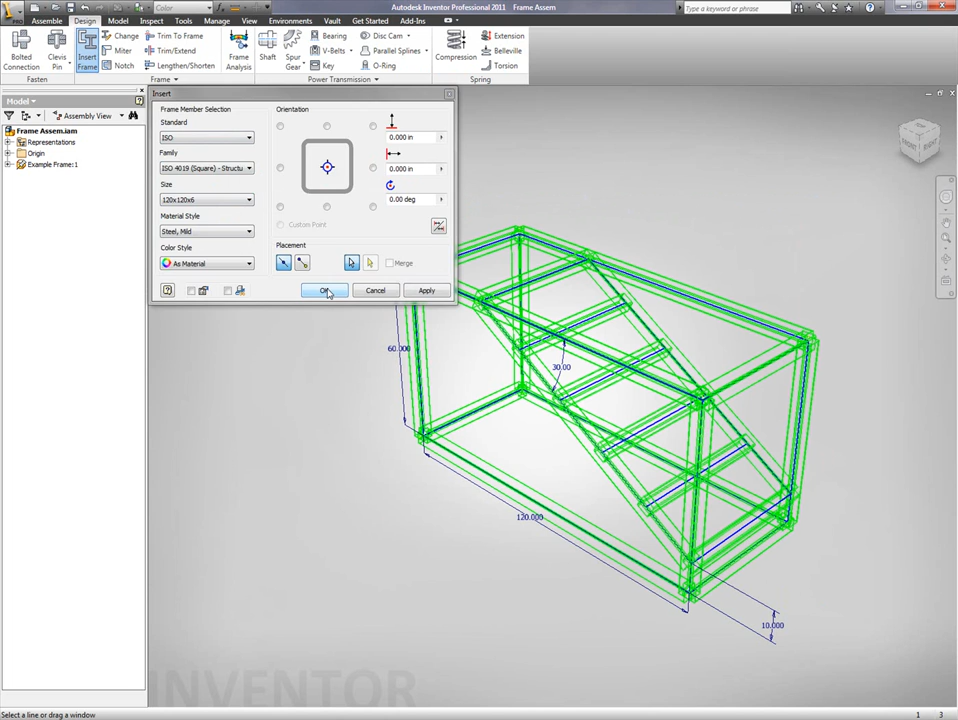 Color
Autodesk Inventor Professional 2011 Frame Assem
Type a keyword or phrase
PRO
Assemble Design Model Inspect Tools Manage View Environments Vault Get Started Add-Ins
Bolted Connection
Clevis Pin
Insert Frame
Change
Miter
Notch
Trim To Frame
Trim/Extend
Lengthen/Shorten
Frame Analysis
Shaft
Spur Gear
Bearing
V-Belts
Key
Disc Cam
Parallel Splines
O-Ring
Compression
Extension
Belleville
Torsion
Fasten
Frame
Power Transmission
Spring
Model
Assembly View
Frame Assem.iam
Representations
Origin
Example Frame:1
Insert
Frame Member Selection
Standard
ISO
Family
ISO 4019 (Square) - Structu
Size
120x120x6
Material Style
Steel, Mild
Color Style
As Material
Orientation
0.000 in
0.000 in
0.00 deg
Custom Point
Placement
Merge
OK
Cancel
Apply
FRONT
RIGHT
60.000
30.00
120.000
10.000
INVENTOR
Select a line or drag a window
1 3